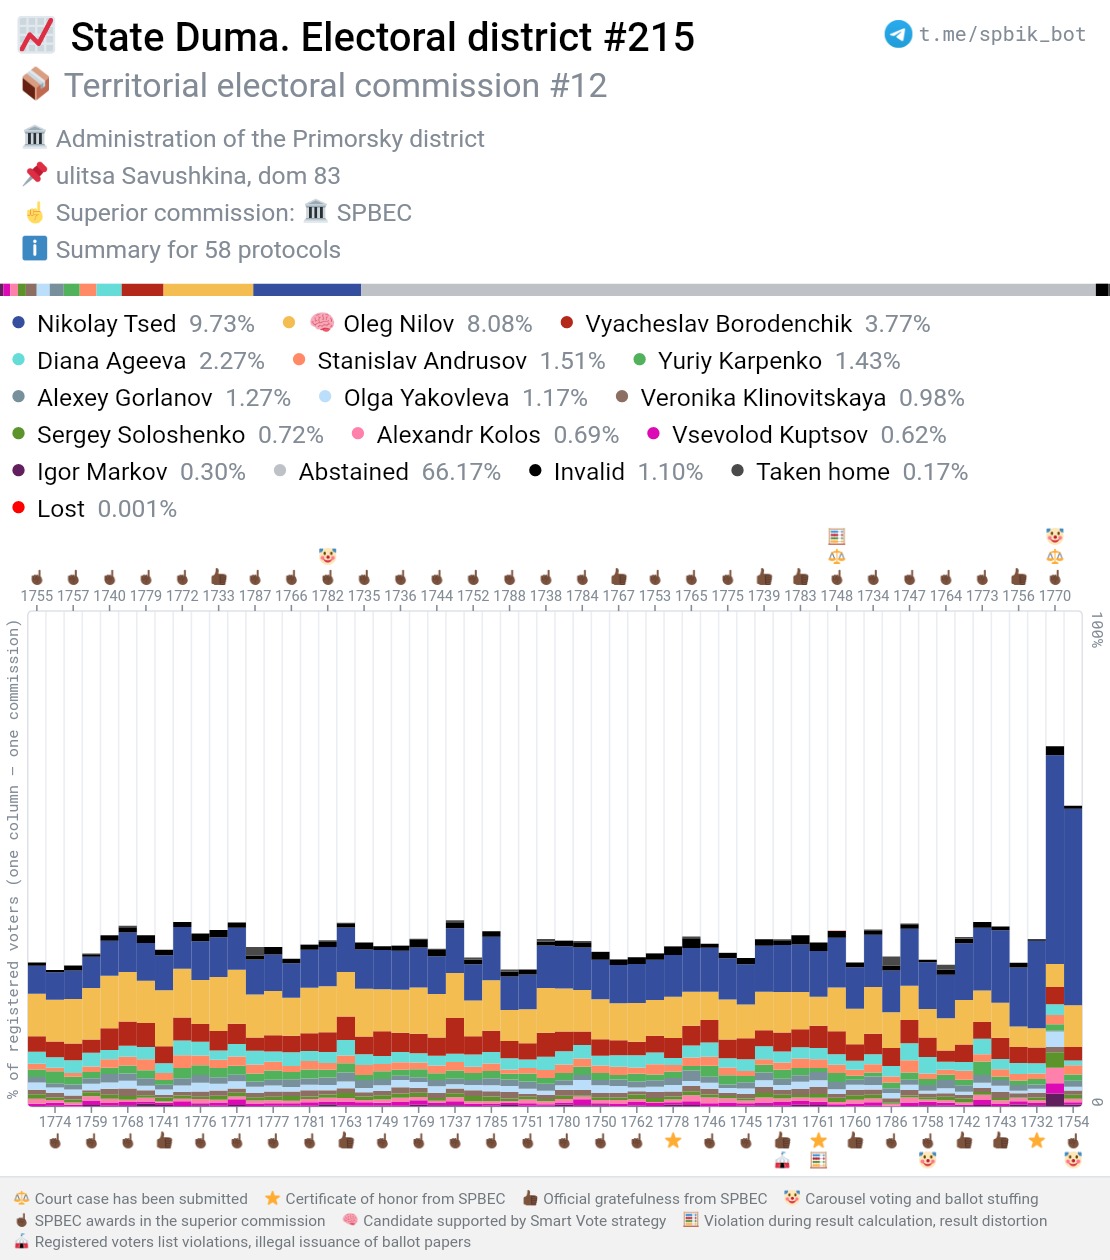 State Duma. Electoral district #215
t.me/spbik_bot
Territorial electoral commission #12
Administration of the Primorsky district
ulitsa Savushkina, dom 83
Superior commission: SPBEC
Summary for 58 protocols
Nikolay Tsed 9.73% Oleg Nilov 8.08% Vyacheslav Borodenchik 3.77%
Diana Ageeva 2.27% Stanislav Andrusov 1.51% Yuriy Karpenko 1.43%
Alexey Gorlanov 1.27% Olga Yakovleva 1.17% Veronika Klinovitskaya 0.98%
Sergey Soloshenko 0.72% Alexandr Kolos 0.69% Vsevolod Kuptsov 0.62%
Igor Markov 0.30% Abstained 66.17% Invalid 1.10% Taken home 0.17%
Lost 0.001%
1755 1757 1740 1779 1772 1733 1787 1766 1782 1735 1736 1744 1752 1788 1738 1784 1767 1753 1765 1775 1739 1783 1748 1734 1747 1764 1773 1756 1770
% of registered voters (one column – one commission)
100%
0
1774 1759 1768 1741 1776 1771 1777 1781 1763 1749 1769 1737 1785 1751 1780 1750 1762 1778 1746 1745 1731 1761 1760 1786 1758 1742 1743 1732 1754
Court case has been submitted Certificate of honor from SPBEC Official gratefulness from SPBEC Carousel voting and ballot stuffing
SPBEC awards in the superior commission Candidate supported by Smart Vote strategy Violation during result calculation, result distortion
Registered voters list violations, illegal issuance of ballot papers